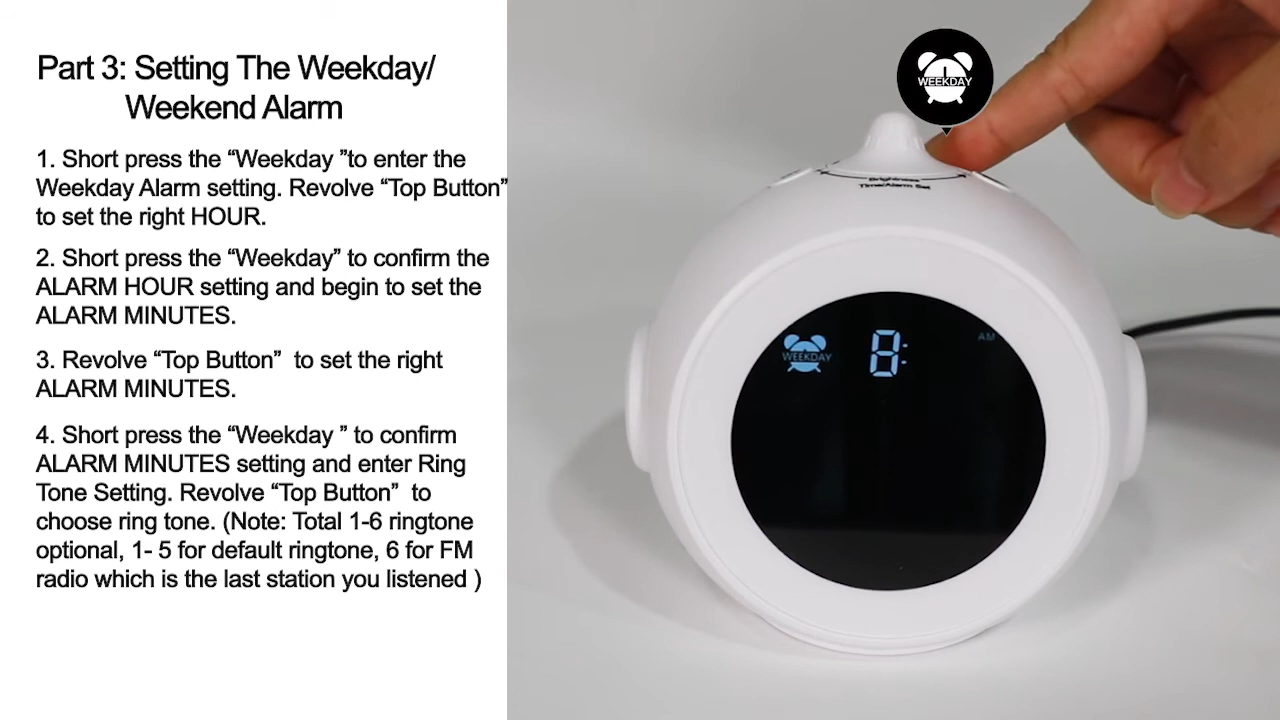 Part 3: Setting The Weekday/
Weekend Alarm
1. Short press the “Weekday ”to enter the
Weekday Alarm setting. Revolve “Top Button”
to set the right HOUR.
2. Short press the “Weekday” to confirm the
ALARM HOUR setting and begin to set the
ALARM MINUTES.
3. Revolve “Top Button”  to set the right
ALARM MINUTES.
4. Short press the “Weekday ” to confirm
ALARM MINUTES setting and enter Ring
Tone Setting. Revolve “Top Button”  to
choose ring tone. (Note: Total 1-6 ringtone
optional, 1- 5 for default ringtone, 6 for FM
radio which is the last station you listened )
WEEKDAY
Brightness
Time/Alarm Set
WEEKDAY
8:
AM